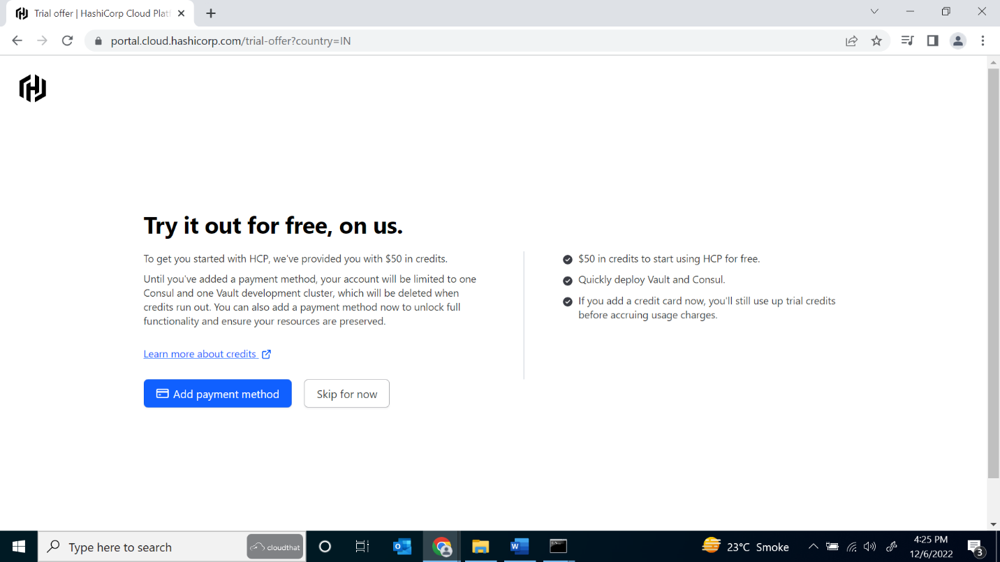 Trial offer | HashiCorp Cloud Plat
portal.cloud.hashicorp.com/trial-offer?country=IN
Try it out for free, on us.
To get you started with HCP, we've provided you with $50 in credits.
Until you've added a payment method, your account will be limited to one
Consul and one Vault development cluster, which will be deleted when
credits run out. You can also add a payment method now to unlock full
functionality and ensure your resources are preserved.
Learn more about credits
Add payment method
Skip for now
$50 in credits to start using HCP for free.
Quickly deploy Vault and Consul.
If you add a credit card now, you'll still use up trial credits
before accruing usage charges.
Type here to search
cloudthat
23°C Smoke
4:25 PM
12/6/2022
3